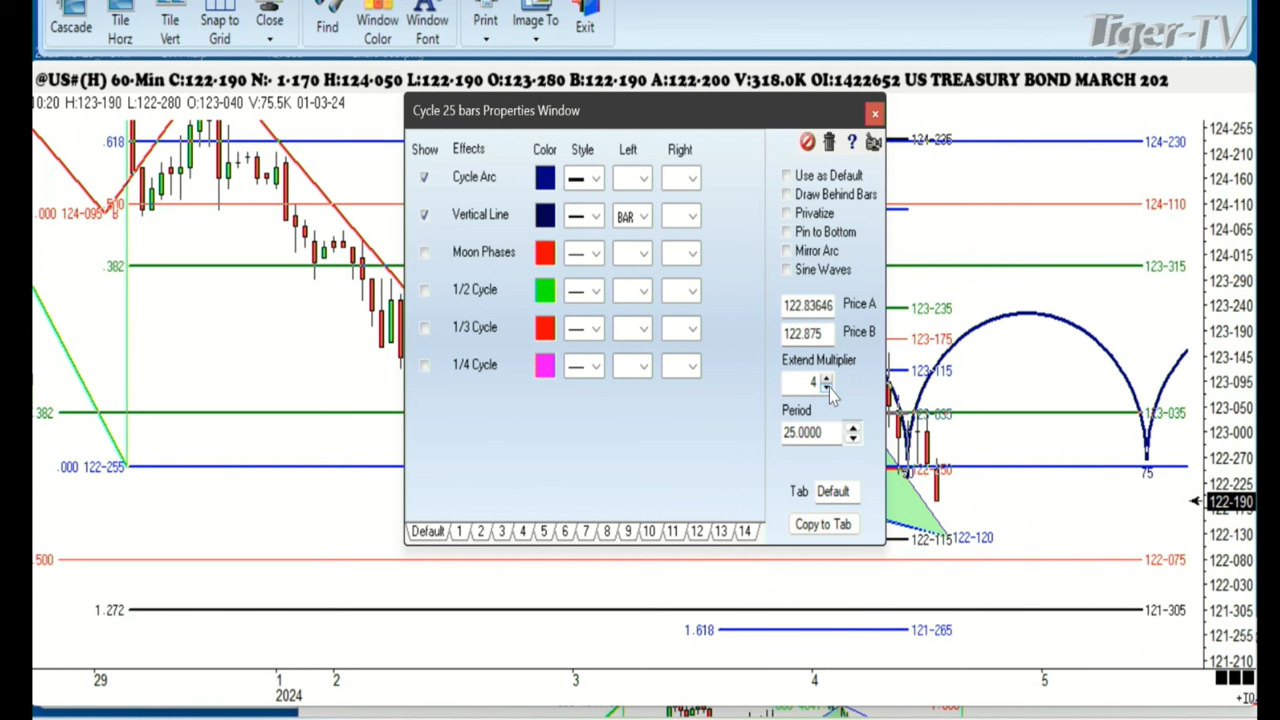 Cascade
Tile Horz
Tile Vert
Snap to Grid
Close
Find
Window Color
Window Font
Print
Image To
Exit
Tiger-TV
@US#(H) 60-Min C:122-190 N:- 1-170 H:124-050 L:122-190 O:123-280 B:122-190 A:122-200 V:318.0K OI:1422652 US TREASURY BOND MARCH 202
10:20 H:123-190 L:122-280 O:123-040 V:75.5K 01-03-24
Cycle 25 bars Properties Window
Show Effects Color Style Left Right
Cycle Arc
Vertical Line BAR
Moon Phases
1/2 Cycle
1/3 Cycle
1/4 Cycle
Use as Default
Draw Behind Bars
Privatize
Pin to Bottom
Mirror Arc
Sine Waves
122.83646 Price A
122.875 Price B
Extend Multiplier
4
Period
25.0000
Tab Default
Copy to Tab
Default 1 2 3 4 5 6 7 8 9 10 11 12 13 14
.618
.000 124-095
.382
.382
.000 122-255
.500
1.272
1.618
124-235
123-235
123-175
123-115
123-035
122-250
122-115
122-120
121-265
75
124-230
124-110
123-315
123-035
122-075
121-305
124-255
124-210
124-160
124-110
124-065
124-015
123-290
123-240
123-190
123-145
123-095
123-050
123-000
122-270
122-225
122-190
122-130
122-080
122-030
121-305
121-255
121-210
29 1 2 3 4 5
2024